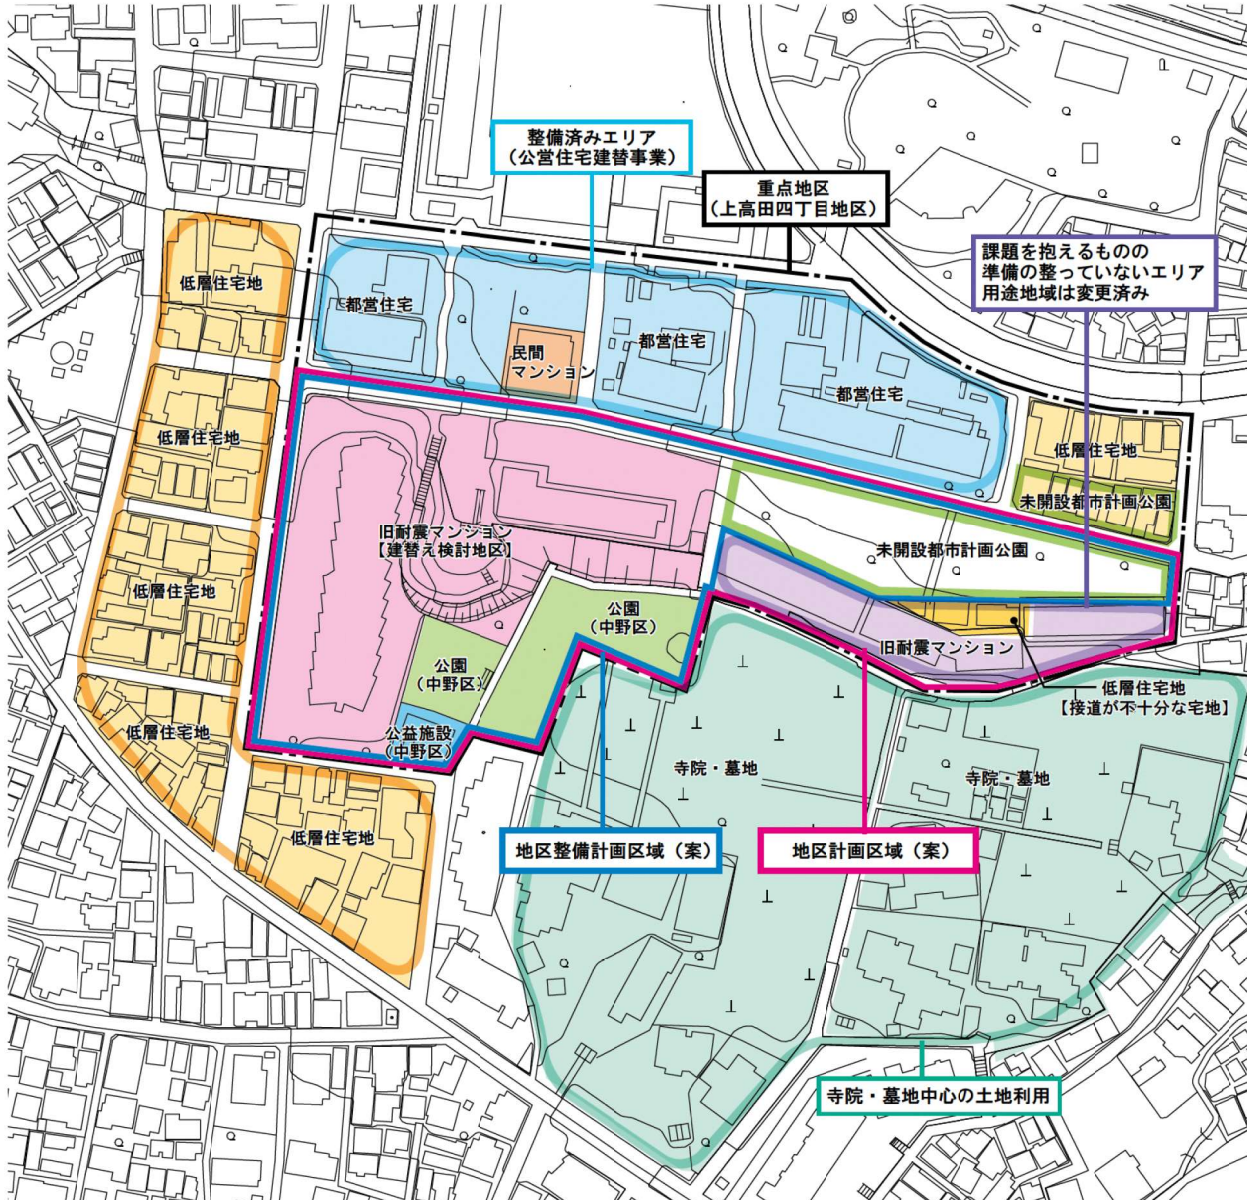 整備済みエリア
（公営住宅建替事業）
重点地区
（上高田四丁目地区）
課題を抱えるものの
準備の整っていないエリア
用途地域は変更済み
低層住宅地
都営住宅
民間
マンション
都営住宅
都営住宅
低層住宅地
低層住宅地
未開設都市計画公園
旧耐震マンション
【建替え検討地区】
未開設都市計画公園
低層住宅地
公園
（中野区）
旧耐震マンション
公園
（中野区）
低層住宅地
【接道が不十分な宅地】
低層住宅地
公益施設
（中野区）
寺院・墓地
寺院・墓地
低層住宅地
地区整備計画区域（案）
地区計画区域（案）
寺院・墓地中心の土地利用